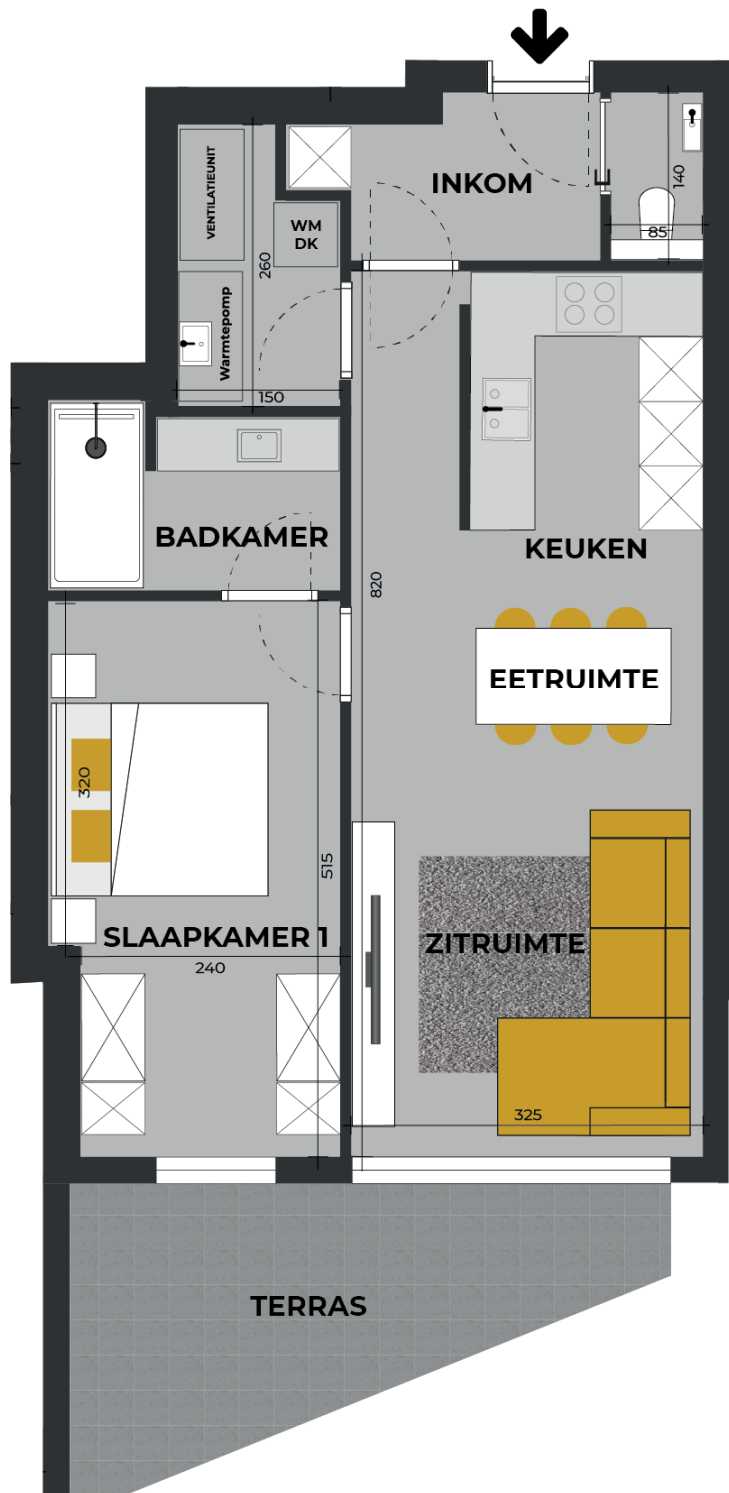 INKOM
VENTILATIEUNIT
WM
DK
260
140
85
Warmtepomp
150
BADKAMER
KEUKEN
820
EETRUIMTE
320
515
SLAAPKAMER 1
ZITRUIMTE
240
325
TERRAS